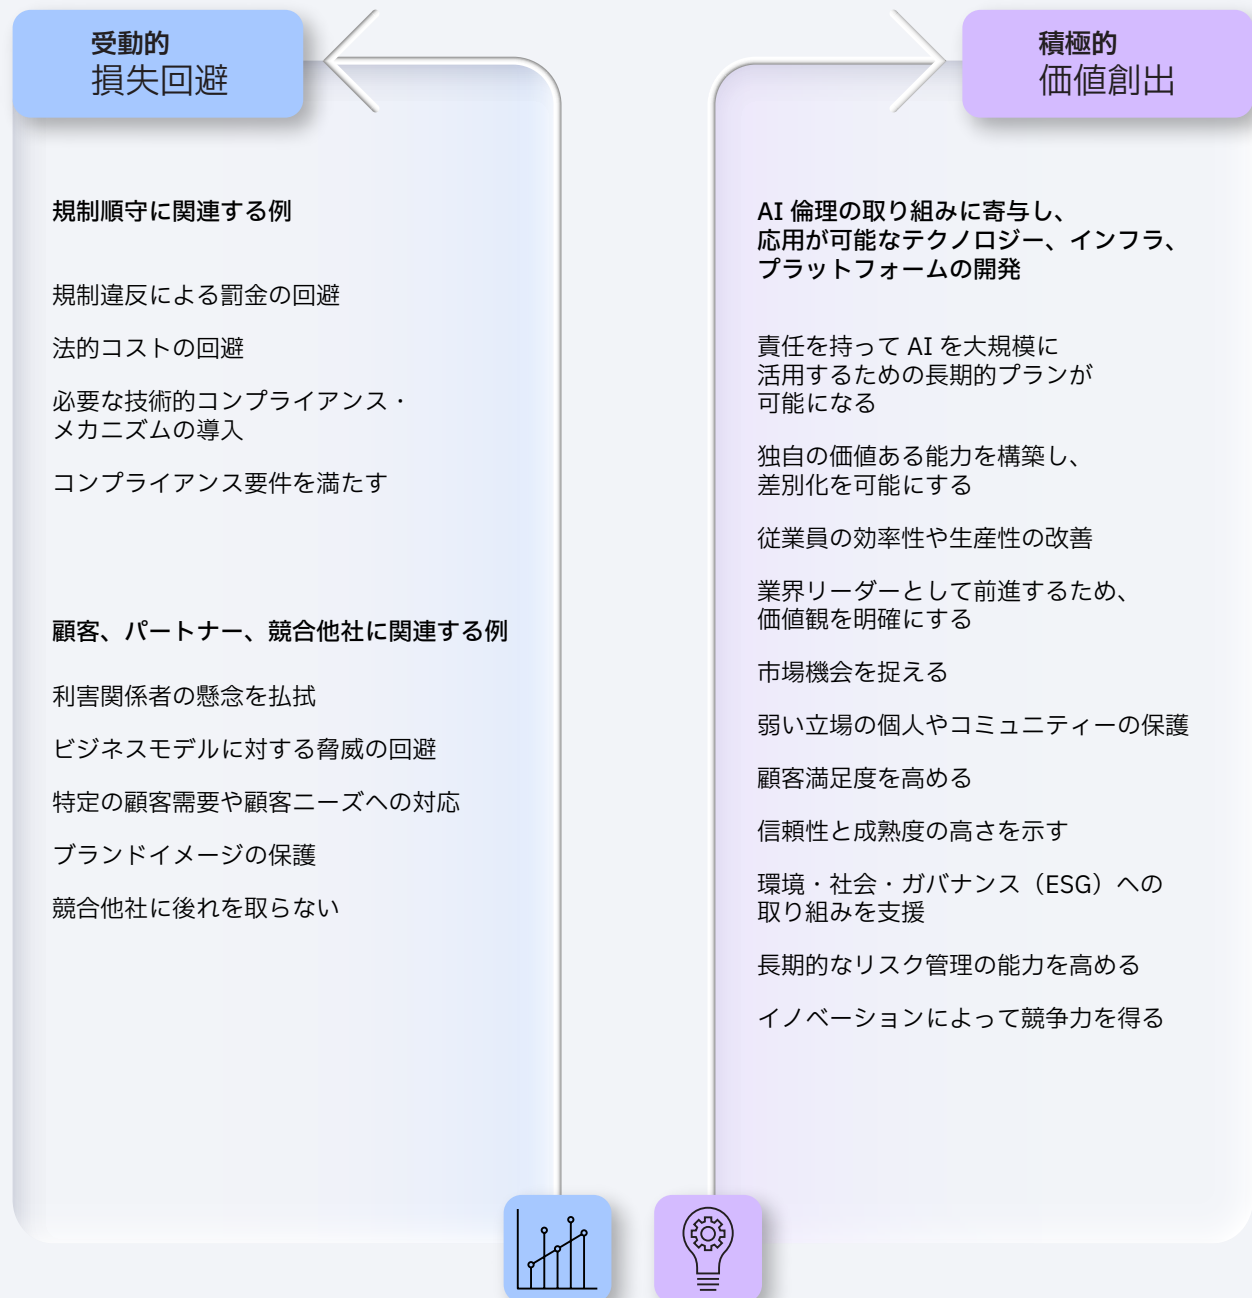 受動的
損失回避
規制順守に関連する例
規制違反による罰金の回避
法的コストの回避
必要な技術的コンプライアンス・
メカニズムの導入
コンプライアンス要件を満たす
顧客、パートナー、競合他社に関連する例
利害関係者の懸念を払拭
ビジネスモデルに対する脅威の回避
特定の顧客需要や顧客ニーズへの対応
ブランドイメージの保護
競合他社に後れを取らない
積極的
価値創出
AI 倫理の取り組みに寄与し、
応用が可能なテクノロジー、インフラ、
プラットフォームの開発
責任を持って AI を大規模に
活用するための長期的プランが
可能になる
独自の価値ある能力を構築し、
差別化を可能にする
従業員の効率性や生産性の改善
業界リーダーとして前進するため、
価値観を明確にする
市場機会を捉える
弱い立場の個人やコミュニティーの保護
顧客満足度を高める
信頼性と成熟度の高さを示す
環境・社会・ガバナンス（ESG）への
取り組みを支援
長期的なリスク管理の能力を高める
イノベーションによって競争力を得る